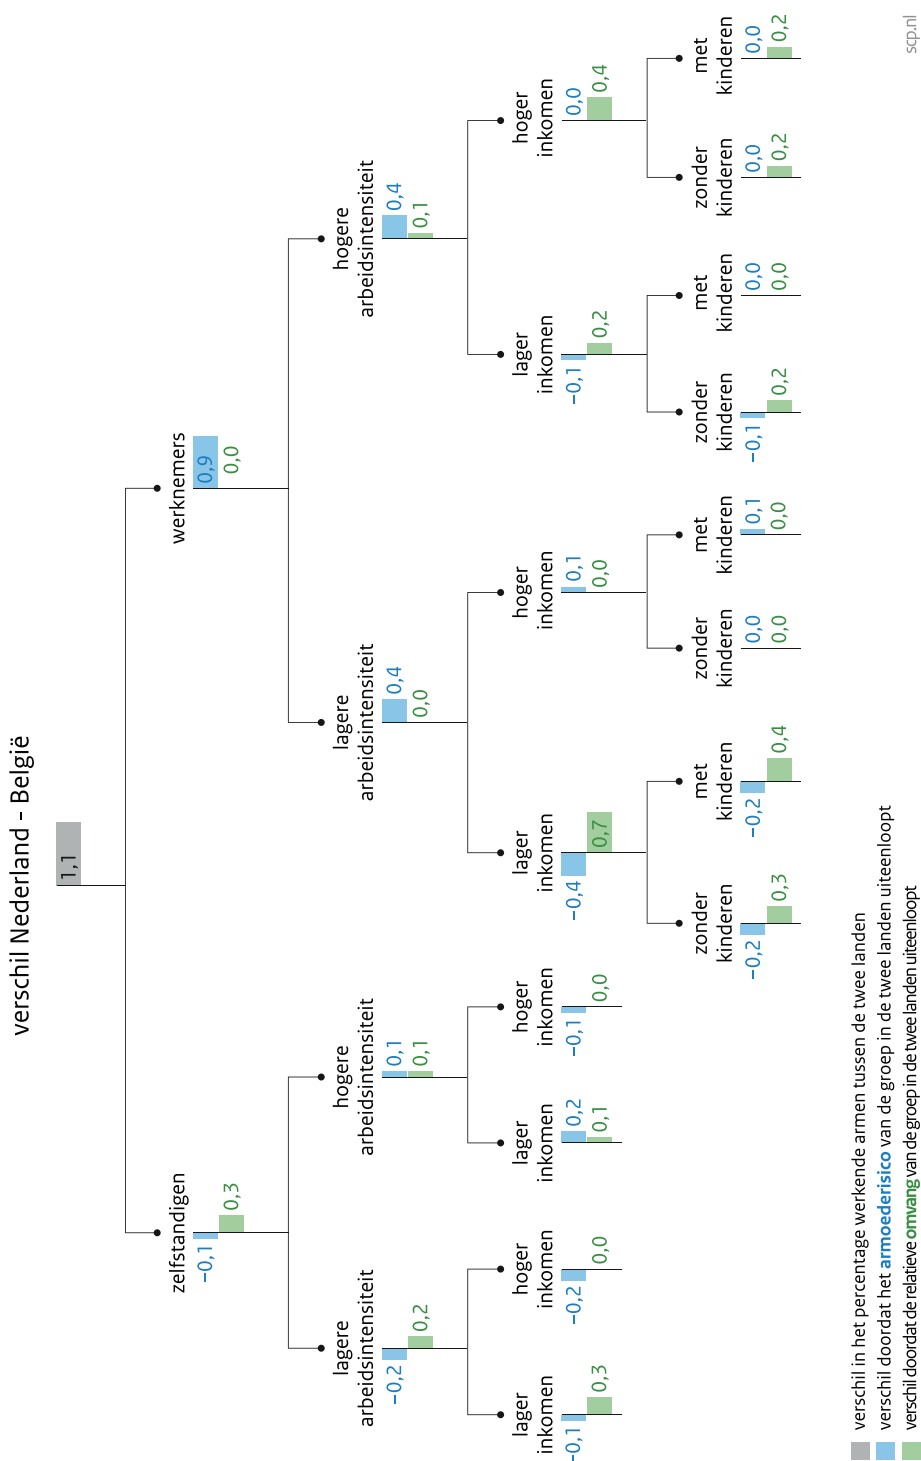 verschil Nederland - België
1,1
zelfstandigen
−0,1
0,3
werknemers
0,9
0,0
lagere
arbeidsintensiteit
−0,2
0,2
hogere
arbeidsintensiteit
0,1
0,1
lagere
arbeidsintensiteit
0,4
0,0
hogere
arbeidsintensiteit
0,4
0,1
lager
inkomen
−0,1
0,3
hoger
inkomen
−0,2
0,0
lager
inkomen
0,2
0,1
hoger
inkomen
−0,1
0,0
lager
inkomen
−0,4
0,7
hoger
inkomen
0,1
0,0
lager
inkomen
−0,1
0,2
hoger
inkomen
0,0
0,4
zonder
kinderen
−0,2
0,3
met
kinderen
−0,2
0,4
zonder
kinderen
0,0
0,0
met
kinderen
0,1
0,0
zonder
kinderen
−0,1
0,2
met
kinderen
0,0
0,0
zonder
kinderen
0,0
0,2
met
kinderen
0,0
0,2
verschil in het percentage werkende armen tussen de twee landen
verschil doordat het armoederisico van de groep in de twee landen uiteenloopt
verschil doordat de relatieve omvang van de groep in de twee landen uiteenloopt
scp.nl